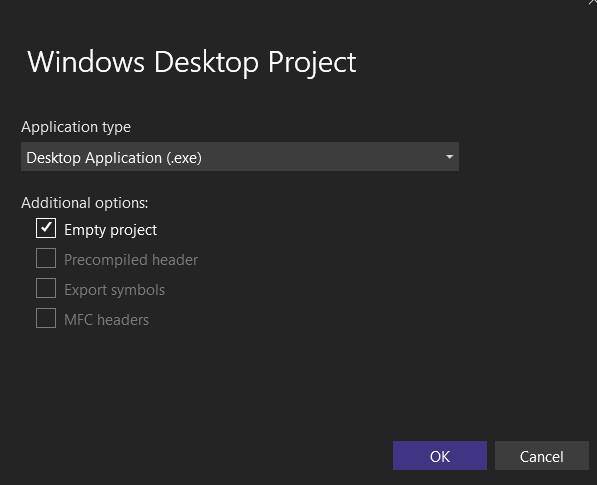 Windows Desktop Project
Application type
Desktop Application (.exe)
Additional options:
Empty project
Precompiled header
Export symbols
MFC headers
OK Cancel